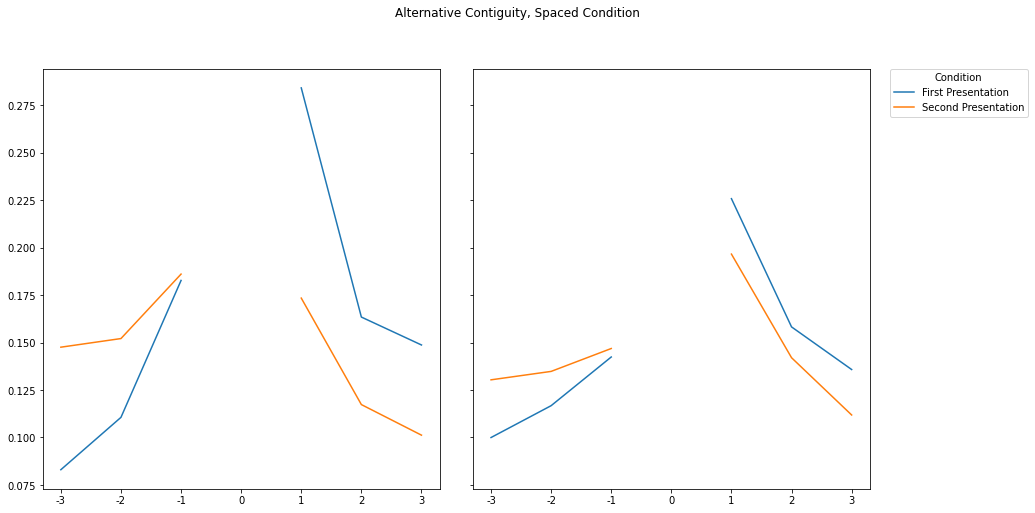 Alternative Contiguity, Spaced Condition
Condition
First Presentation
Second Presentation
0.275
0.250
0.225
0.200
0.175
0.150
0.125
0.100
0.075
-3 -2 -1 0 1 2 3
-3 -2 -1 0 1 2 3